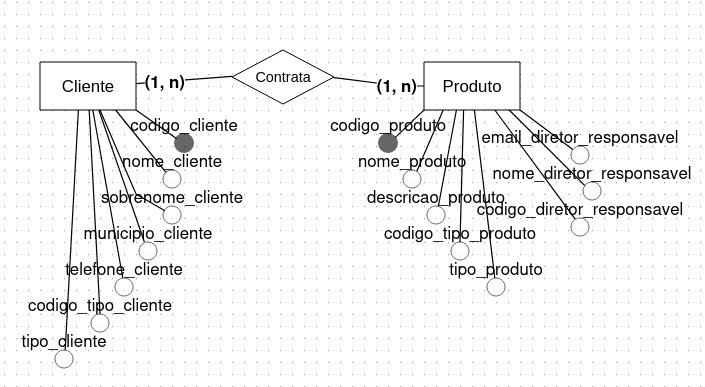 Cliente
(1, n)
Contrata
(1, n)
Produto
codigo_cliente
nome_cliente
sobrenome_cliente
municipio_cliente
telefone_cliente
codigo_tipo_cliente
tipo_cliente
codigo_produto
nome_produto
descricao_produto
codigo_tipo_produto
tipo_produto
email_diretor_responsavel
nome_diretor_responsavel
codigo_diretor_responsavel